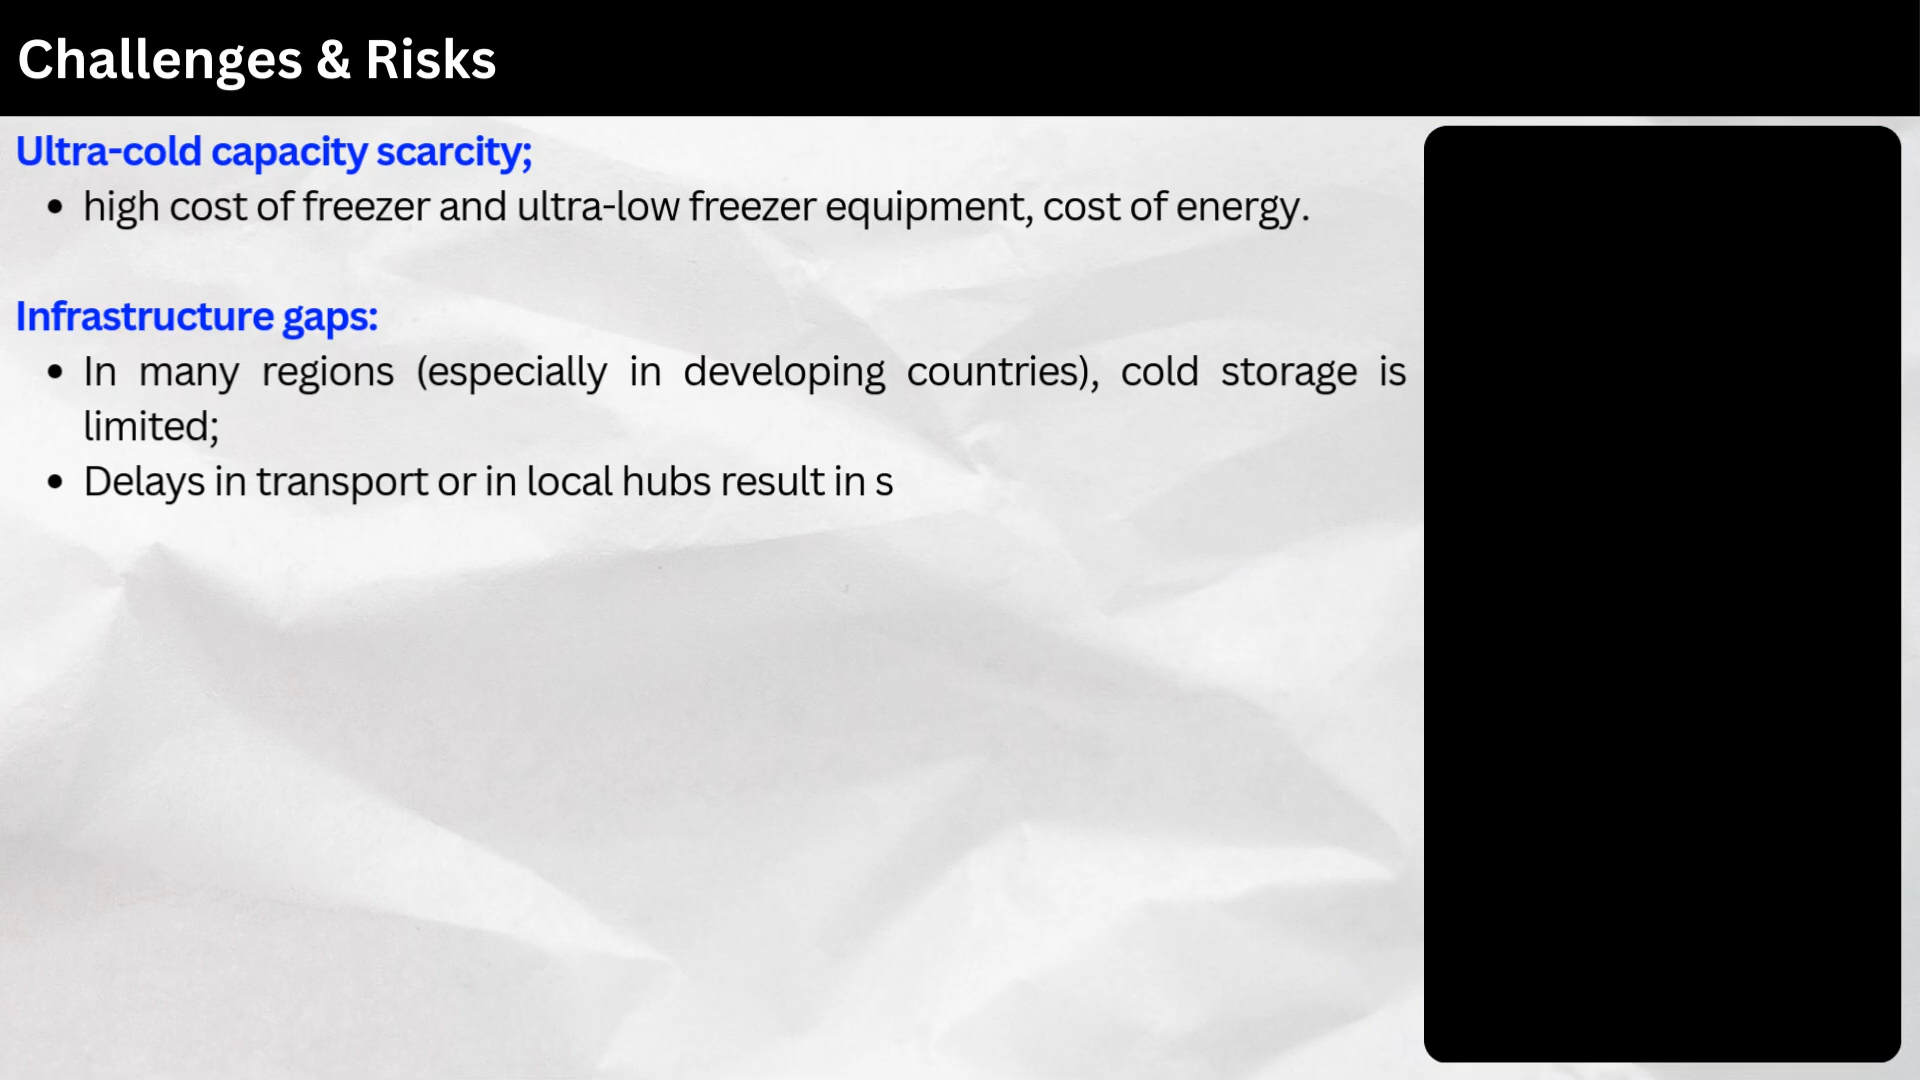 Challenges & Risks
Ultra-cold capacity scarcity;
• high cost of freezer and ultra-low freezer equipment, cost of energy.
Infrastructure gaps:
• In many regions (especially in developing countries), cold storage is
limited;
• Delays in transport or in local hubs result in s